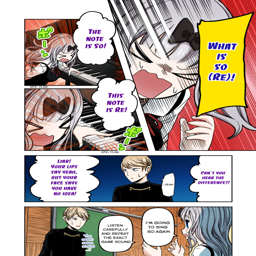 THE
NOTE
IS SO!
THIS
NOTE
IS (RE)!
WHAT
IS
SO
(RE)!
CAN'T YOU
HEAR THE
DIFFERENCE?!
LIAR!
YOUR LIPS
SAY YEAH,
BUT YOUR
FACE SAYS
YOU HAVE
NO IDEA!
I'M GOING
TO SING
SO AGAIN
LISTEN
CAREFULLY
AND REPEAT
THE EXACT
SAME SOUND